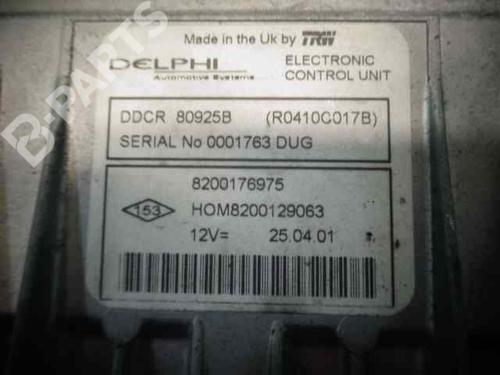 B-PARTS
Made in the Uk by TRW
DELPHI
Automotive Systems
ELECTRONIC
CONTROL UNIT
DDCR 80925B (R0410C017B)
SERIAL No 0001763 DUG
8200176975
153 HOM8200129063
12V= 25.04.01